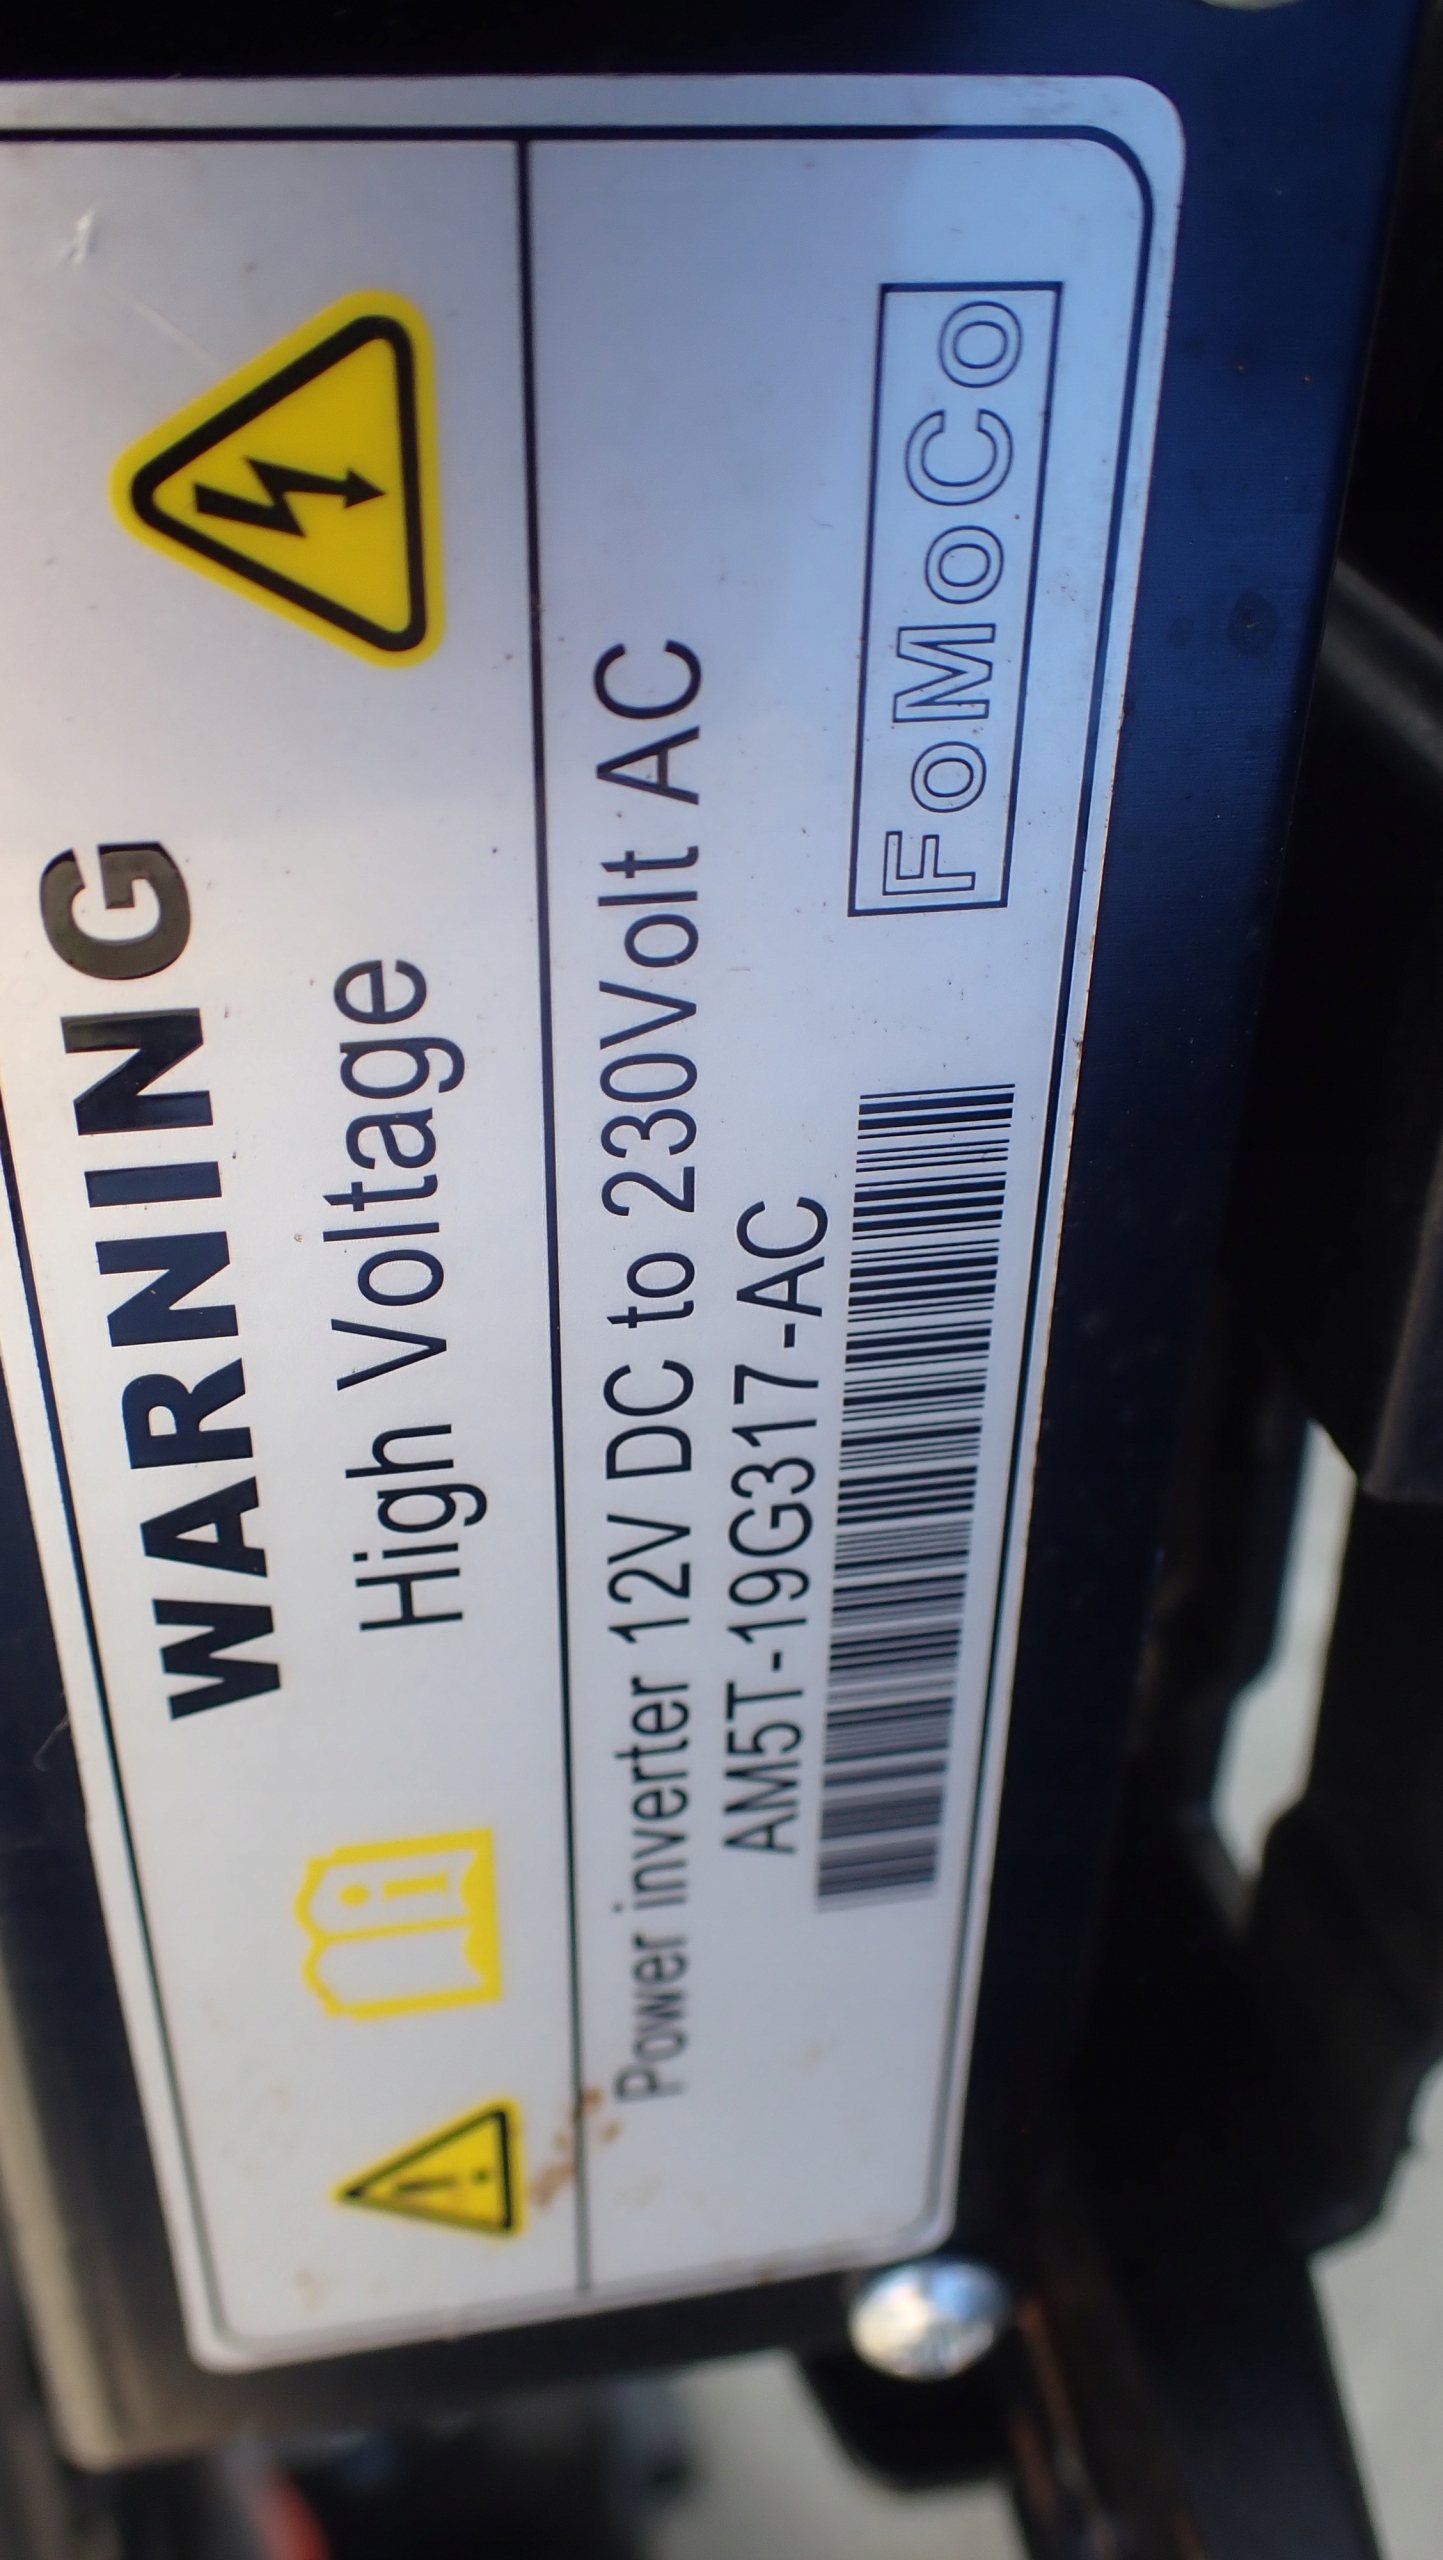 WARNING
High Voltage
Power inverter 12V DC to 230Volt AC
AM5T-19G317-AC
FoMoCo